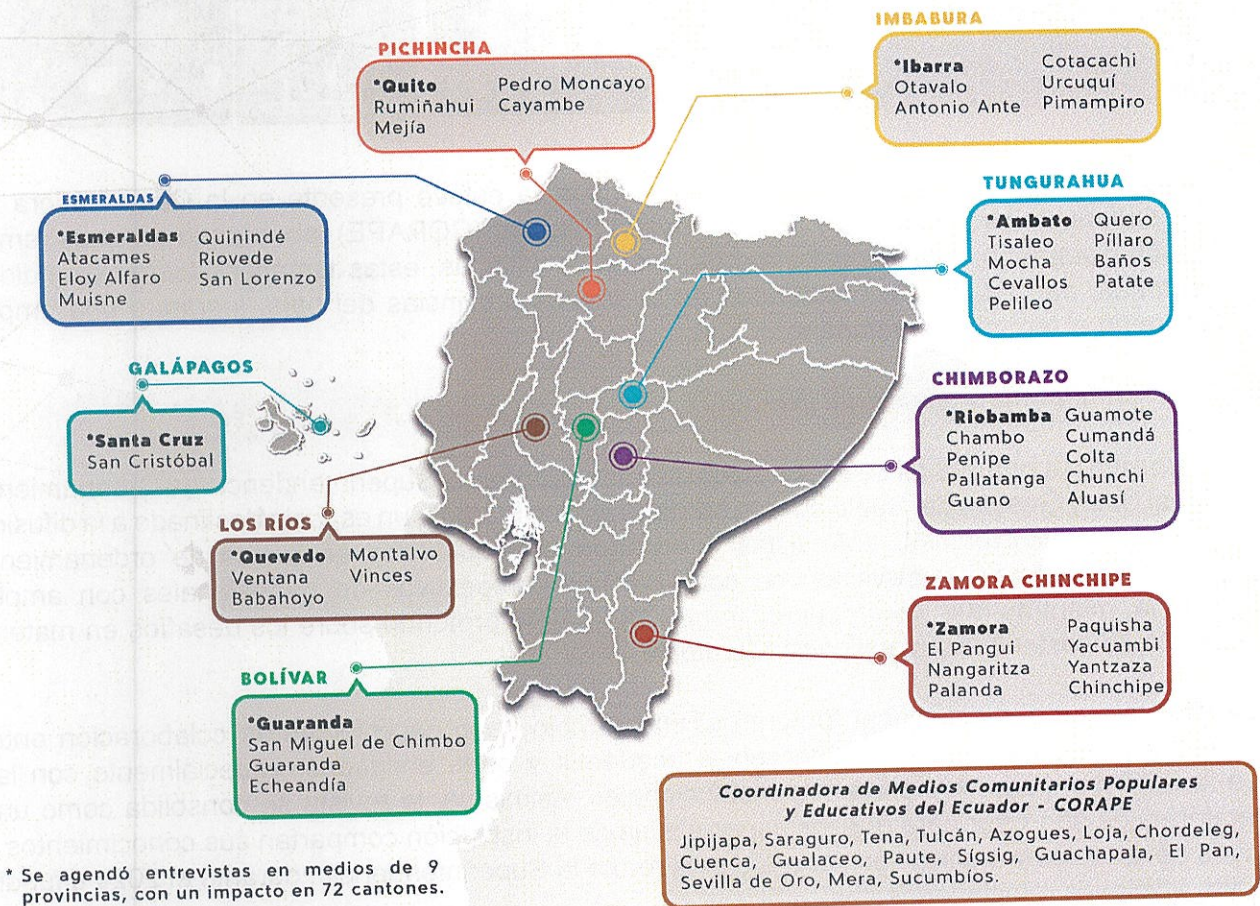 PICHINCHA
*Quito Pedro Moncayo
Rumiñahui Cayambe
Mejía
IMBABURA
*Ibarra Cotacachi
Otavalo Urcuquí
Antonio Ante Pimampiro
ESMERALDAS
*Esmeraldas Quinindé
Atacames Riovede
Eloy Alfaro San Lorenzo
Muisne
TUNGURAHUA
*Ambato Quero
Tisaleo Píllaro
Mocha Baños
Cevallos Patate
Pelileo
GALÁPAGOS
*Santa Cruz
San Cristóbal
CHIMBORAZO
*Riobamba Guamote
Chambo Cumandá
Penipe Colta
Pallatanga Chunchi
Guano Aluasí
LOS RÍOS
*Quevedo Montalvo
Ventana Vinces
Babahoyo
ZAMORA CHINCHIPE
*Zamora Paquisha
El Pangui Yacuambi
Nangaritza Yantzaza
Palanda Chinchipe
BOLÍVAR
*Guaranda
San Miguel de Chimbo
Guaranda
Echeandía
Coordinadora de Medios Comunitarios Populares
y Educativos del Ecuador - CORAPE
Jipijapa, Saraguro, Tena, Tulcán, Azogues, Loja, Chordeleg,
Cuenca, Gualaceo, Paute, Sígsig, Guachapala, El Pan,
Sevilla de Oro, Mera, Sucumbíos.
* Se agendó entrevistas en medios de 9
provincias, con un impacto en 72 cantones.